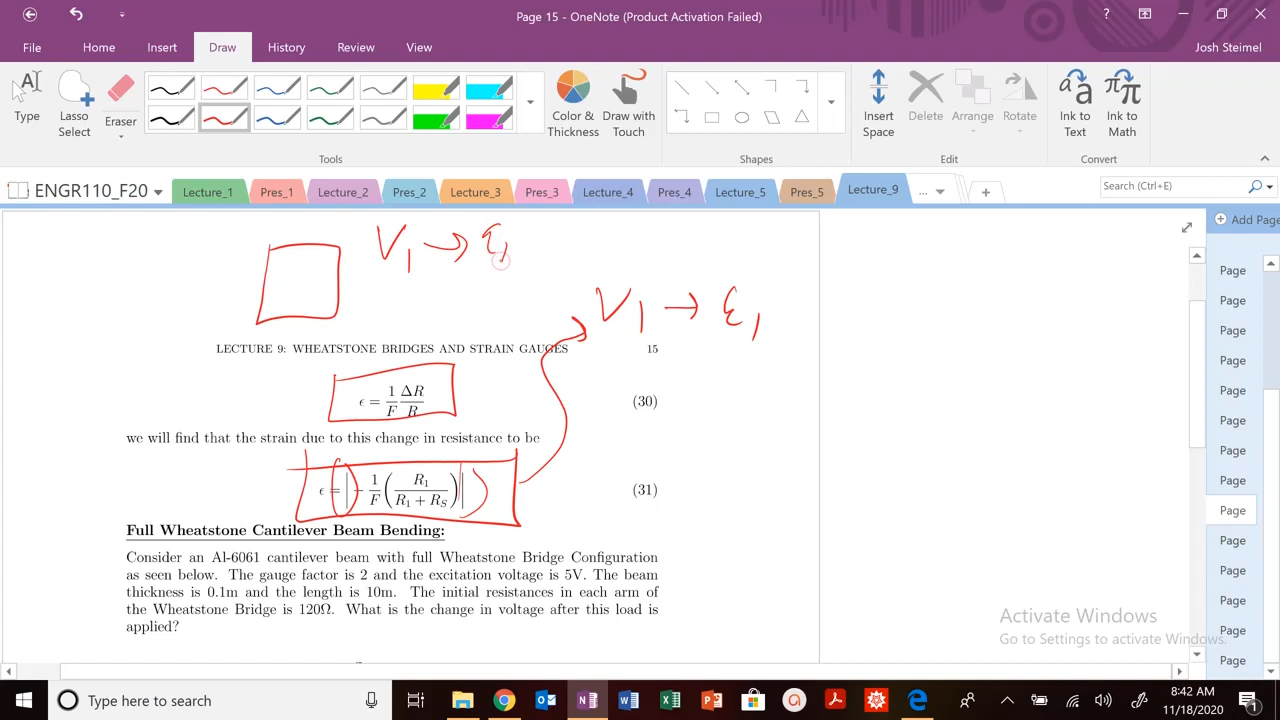 Page 15 - OneNote (Product Activation Failed)
File Home Insert Draw History Review View Josh Steimel
Type Lasso Select Eraser Color & Thickness Draw with Touch Insert Space Delete Arrange Rotate Ink to Text Ink to Math
Tools Shapes Edit Convert
ENGR110_F20 Lecture_1 Pres_1 Lecture_2 Pres_2 Lecture_3 Pres_3 Lecture_4 Pres_4 Lecture_5 Pres_5 Lecture_9 ... Search (Ctrl+E)
Add Page
V₁ → ε₁
V₁ → ε₁
LECTURE 9: WHEATSTONE BRIDGES AND STRAIN GAUGES 15
ϵ = 1/F ΔR/R (30)
we will find that the strain due to this change in resistance to be
ϵ = |− 1/F (R₁/(R₁ + R_S))| (31)
Full Wheatstone Cantilever Beam Bending:
Consider an Al-6061 cantilever beam with full Wheatstone Bridge Configuration
as seen below. The gauge factor is 2 and the excitation voltage is 5V. The beam
thickness is 0.1m and the length is 10m. The initial resistances in each arm of
the Wheatstone Bridge is 120Ω. What is the change in voltage after this load is
applied?
Page
Page
Page
Page
Page
Page
Page
Page
Page
Page
Page
Page
Page
Page
Activate Windows
Go to Settings to activate Windows.
Type here to search
8:42 AM
11/18/2020